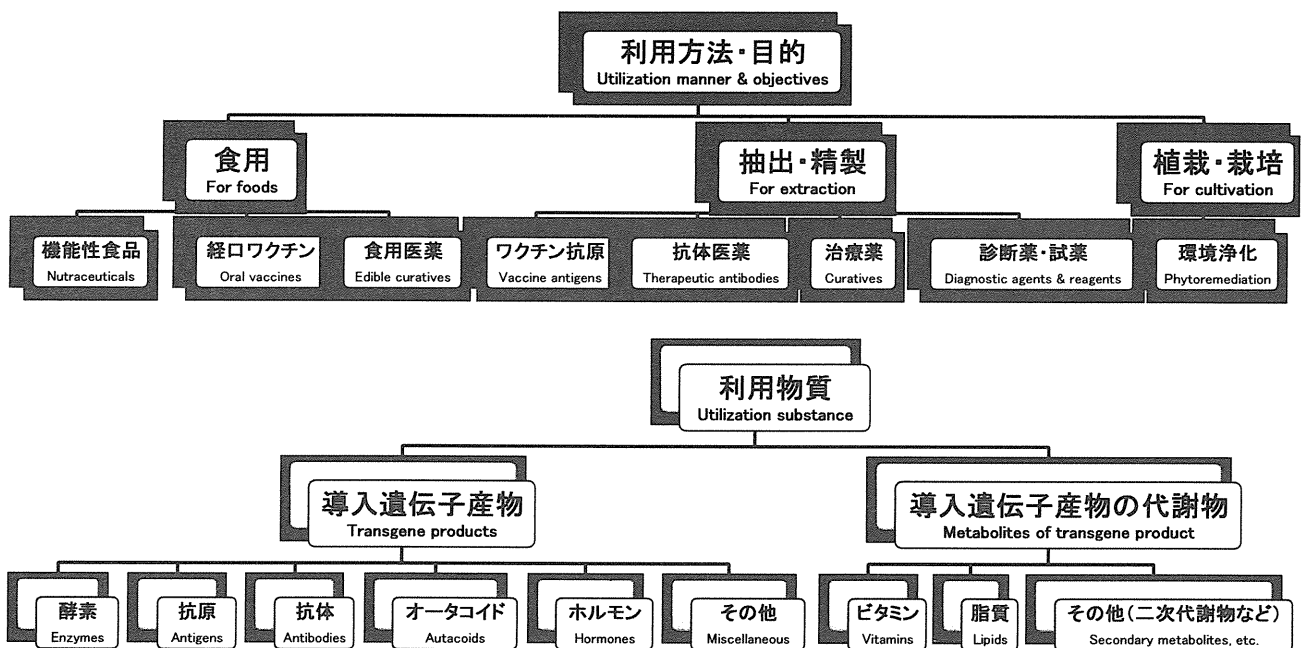 利用方法・目的
Utilization manner & objectives
食用
For foods
抽出・精製
For extraction
植栽・栽培
For cultivation
機能性食品
Nutraceuticals
経口ワクチン
Oral vaccines
食用医薬
Edible curatives
ワクチン抗原
Vaccine antigens
抗体医薬
Therapeutic antibodies
治療薬
Curatives
診断薬・試薬
Diagnostic agents & reagents
環境浄化
Phytoremediation
利用物質
Utilization substance
導入遺伝子産物
Transgene products
導入遺伝子産物の代謝物
Metabolites of transgene product
酵素
Enzymes
抗原
Antigens
抗体
Antibodies
オータコイド
Autacoids
ホルモン
Hormones
その他
Miscellaneous
ビタミン
Vitamins
脂質
Lipids
その他(二次代謝物など)
Secondary metabolites, etc.